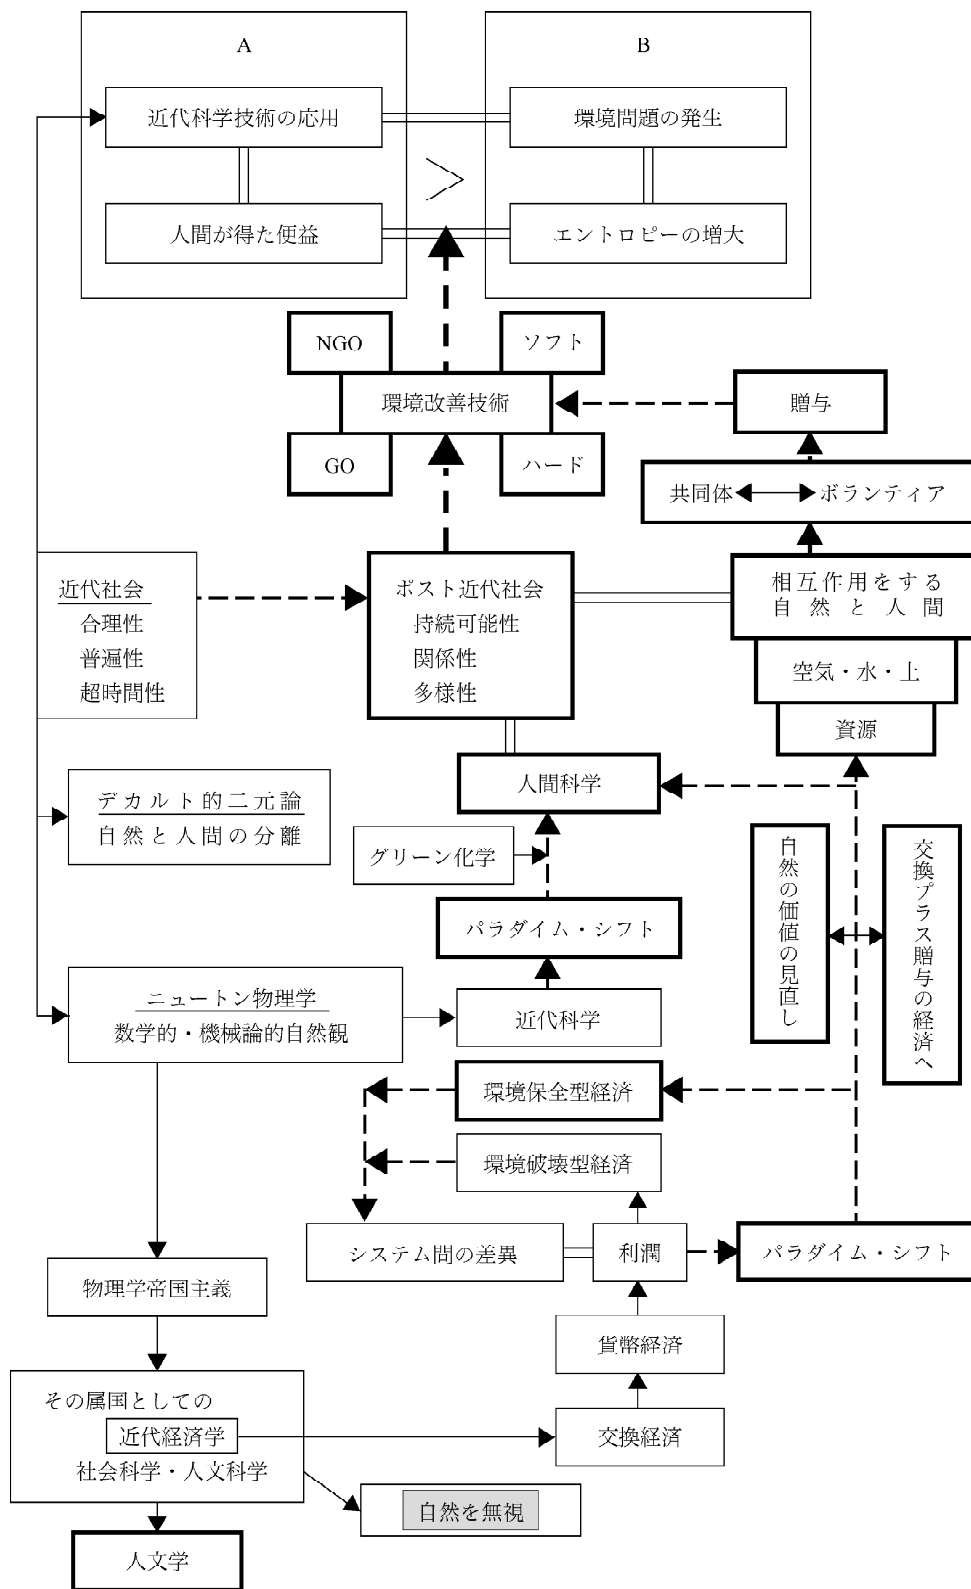 A
B
近代科学技術の応用
環境問題の発生
>
人間が得た便益
エントロピーの増大
NGO
ソフト
環境改善技術
贈与
GO
ハード
共同体
ボランティア
近代社会
合理性
普遍性
超時間性
ポスト近代社会
持続可能性
関係性
多様性
相互作用をする
自然と人間
空気・水・土
資源
人間科学
デカルト的二元論
自然と人間の分離
グリーン化学
自然の価値の見直し
交換プラス贈与の経済へ
パラダイム・シフト
ニュートン物理学
数学的・機械論的自然観
近代科学
環境保全型経済
環境破壊型経済
システム間の差異
利潤
パラダイム・シフト
物理学帝国主義
貨幣経済
その属国としての
近代経済学
社会科学・人文科学
交換経済
自然を無視
人文学